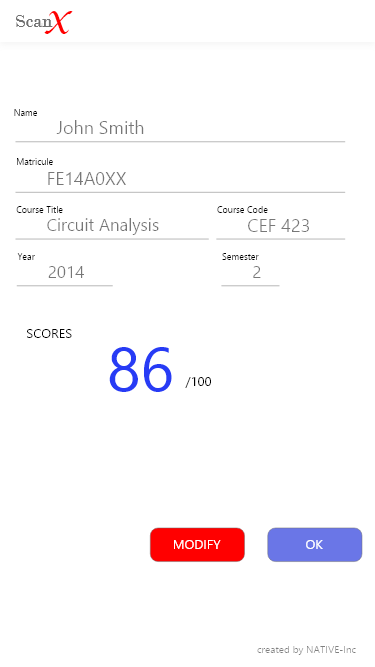 ScanX
Name
John Smith
Matricule
FE14A0XX
Course Title Course Code
Circuit Analysis CEF 423
Year Semester
2014 2
SCORES
86 /100
MODIFY OK
created by NATIVE-Inc